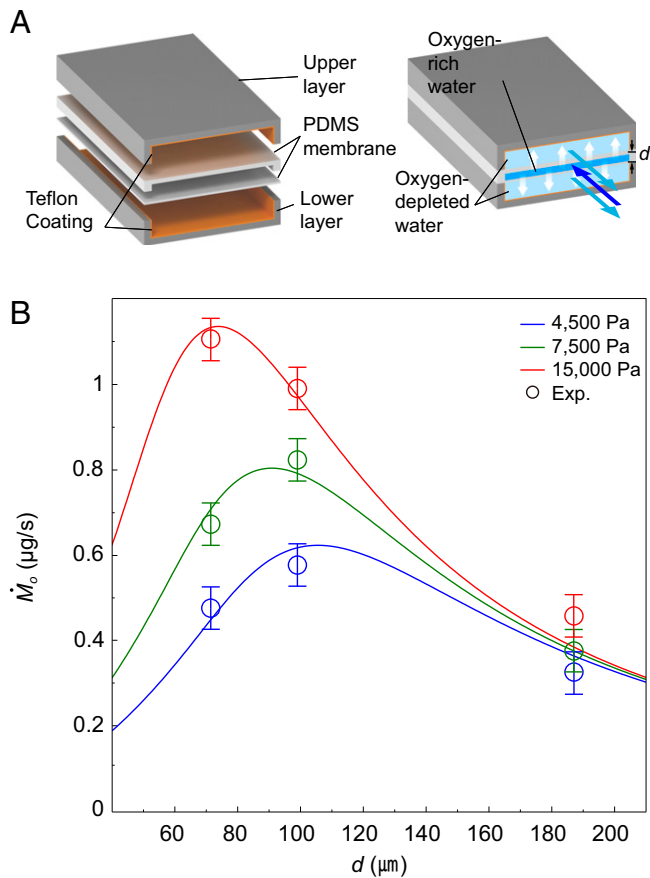 A
Upper
layer
PDMS
membrane
Teflon
Coating
Lower
layer
Oxygen-
rich
water
d
Oxygen-
depleted
water
B
4,500 Pa
7,500 Pa
15,000 Pa
Exp.
1
0.8
0.6
0.4
0.2
0
Ṁo (μg/s)
60 80 100 120 140 160 180 200
d (μm)